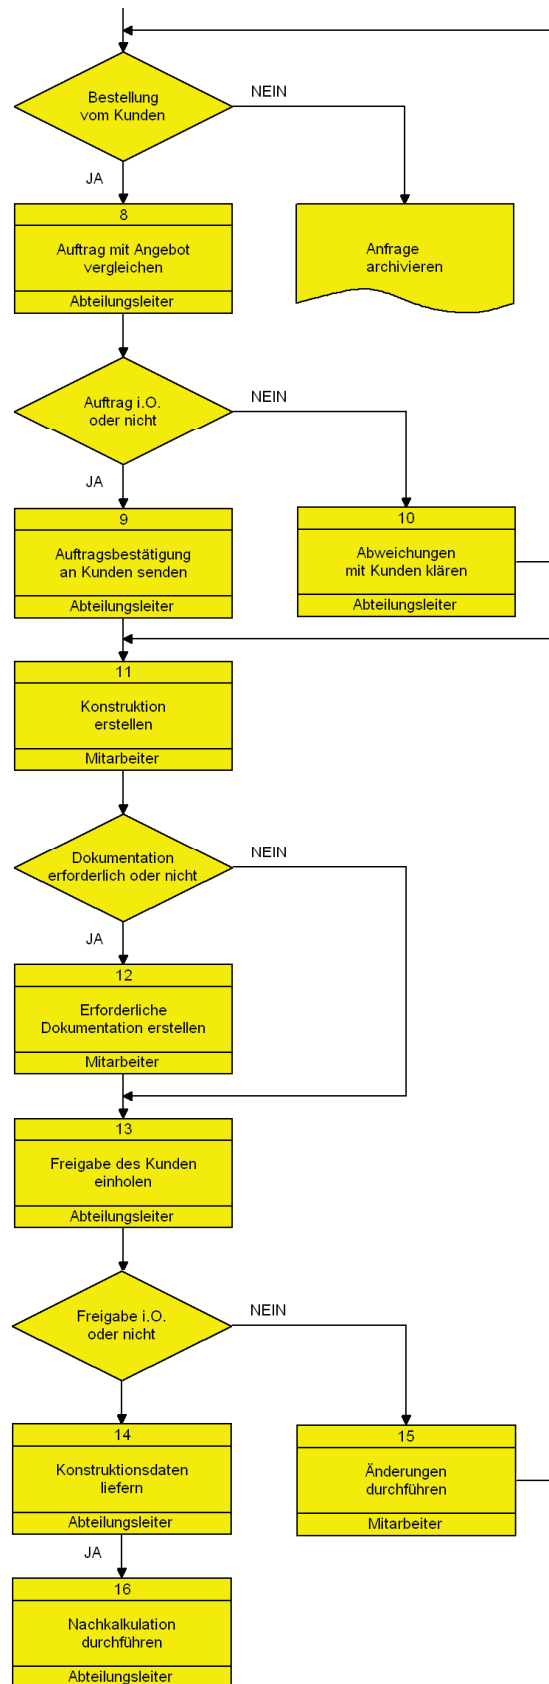 Bestellung
vom Kunden
NEIN
JA
8
Auftrag mit Angebot
vergleichen
Abteilungsleiter
Anfrage
archivieren
Auftrag i.O.
oder nicht
NEIN
JA
9
Auftragsbestätigung
an Kunden senden
Abteilungsleiter
10
Abweichungen
mit Kunden klären
Abteilungsleiter
11
Konstruktion
erstellen
Mitarbeiter
Dokumentation
erforderlich oder nicht
NEIN
JA
12
Erforderliche
Dokumentation erstellen
Mitarbeiter
13
Freigabe des Kunden
einholen
Abteilungsleiter
Freigabe i.O.
oder nicht
NEIN
14
Konstruktionsdaten
liefern
Abteilungsleiter
15
Änderungen
durchführen
Mitarbeiter
JA
16
Nachkalkulation
durchführen
Abteilungsleiter